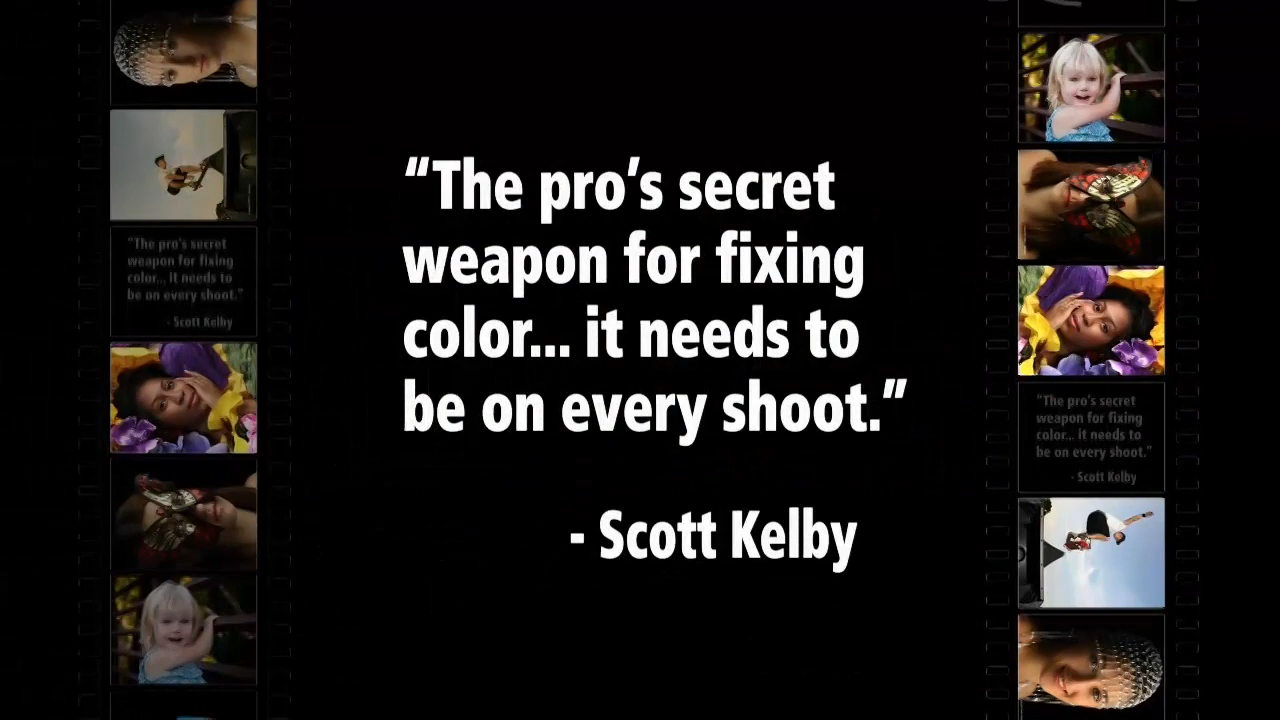 “The pro’s secret
weapon for fixing
color... it needs to
be on every shoot.”
- Scott Kelby
“The pro’s secret
weapon for fixing
color... it needs to
be on every shoot.”
- Scott Kelby
“The pro’s secret
weapon for fixing
color... it needs to
be on every shoot.”
- Scott Kelby